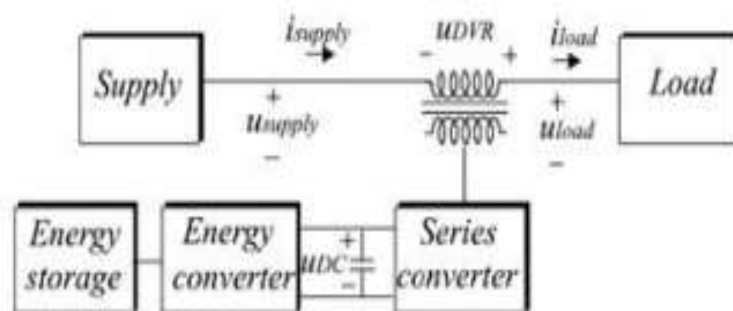 isupply
uDVR
iload
- +
Supply
Load
+
usupply
-
+
uload
-
Energy
storage
Energy
converter
+
uDC
-
Series
converter